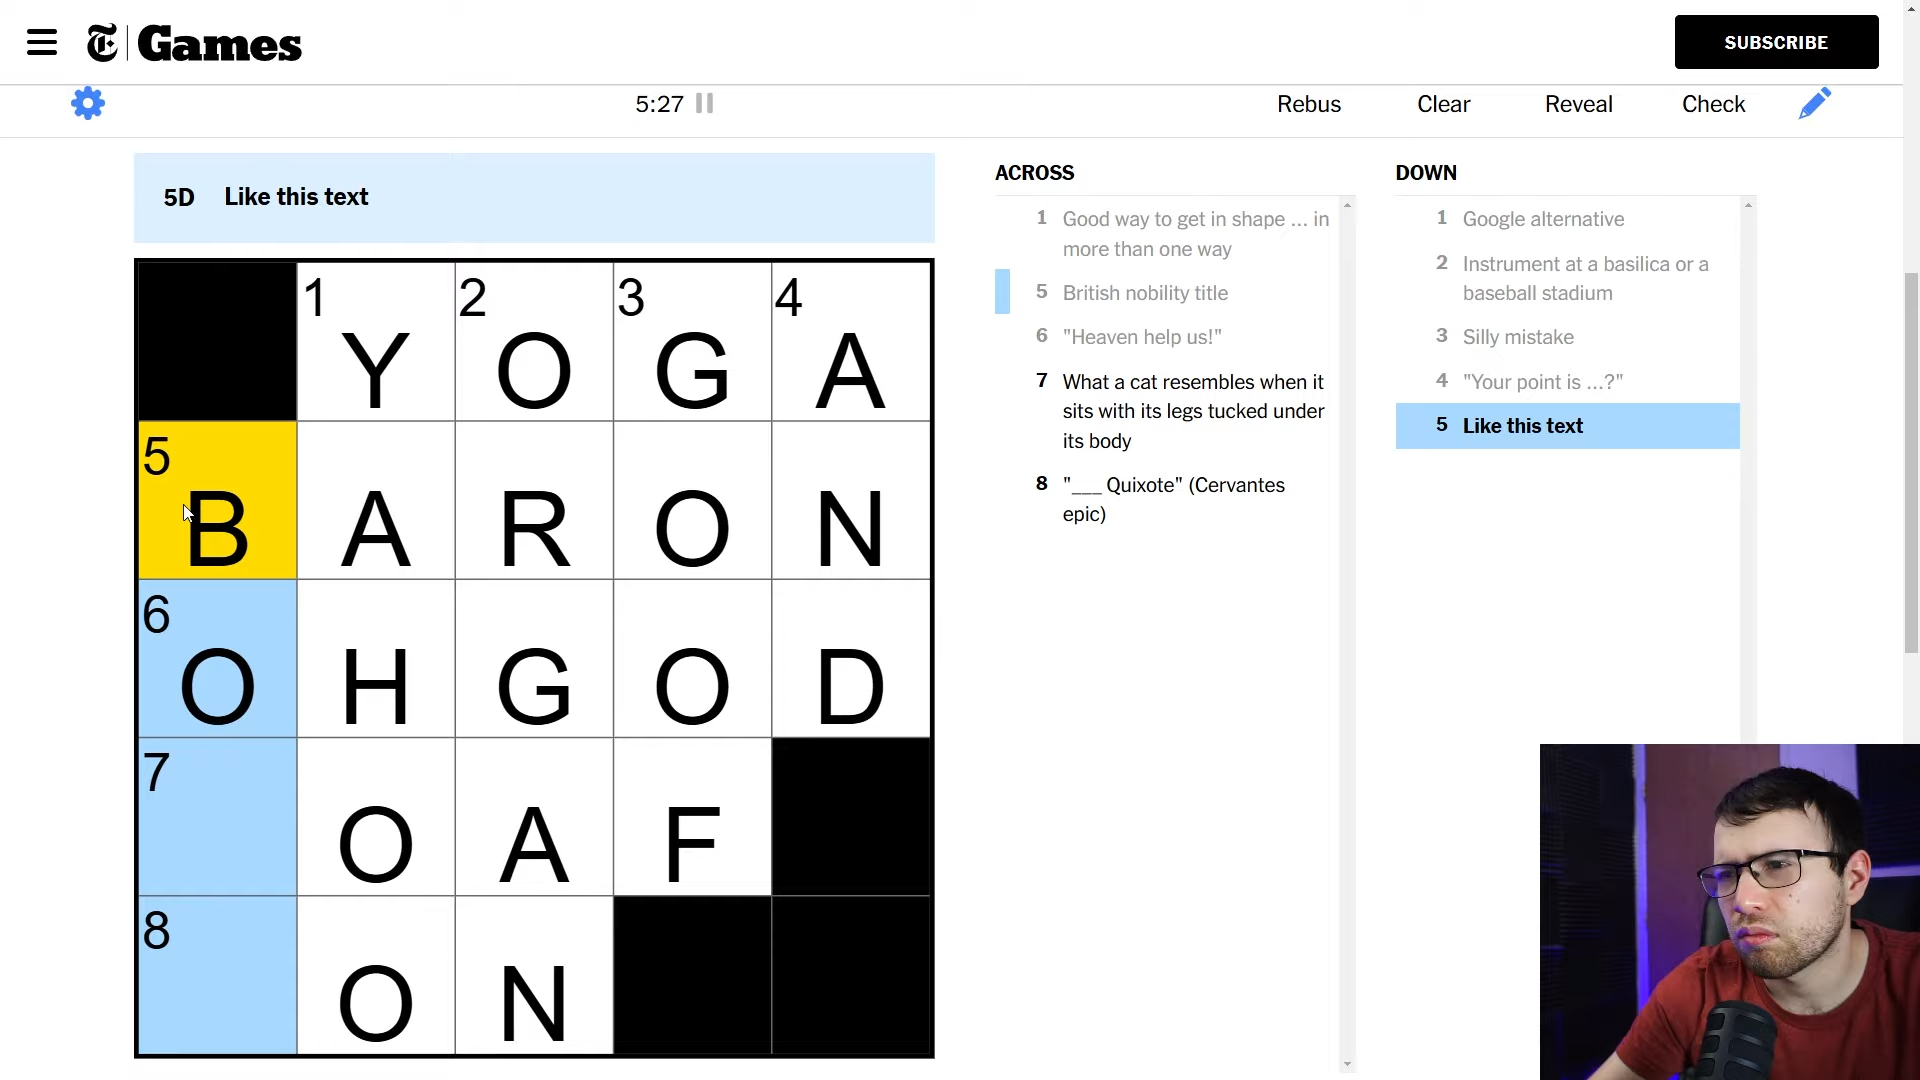 T Games
SUBSCRIBE
5:27
Rebus
Clear
Reveal
Check
5D Like this text
1 2 3 4
Y O G A
5
B A R O N
6
O H G O D
7
O A F
8
O N
ACROSS
1 Good way to get in shape ... in
more than one way
5 British nobility title
6 "Heaven help us!"
7 What a cat resembles when it
sits with its legs tucked under
its body
8 "___ Quixote" (Cervantes
epic)
DOWN
1 Google alternative
2 Instrument at a basilica or a
baseball stadium
3 Silly mistake
4 "Your point is ...?"
5 Like this text